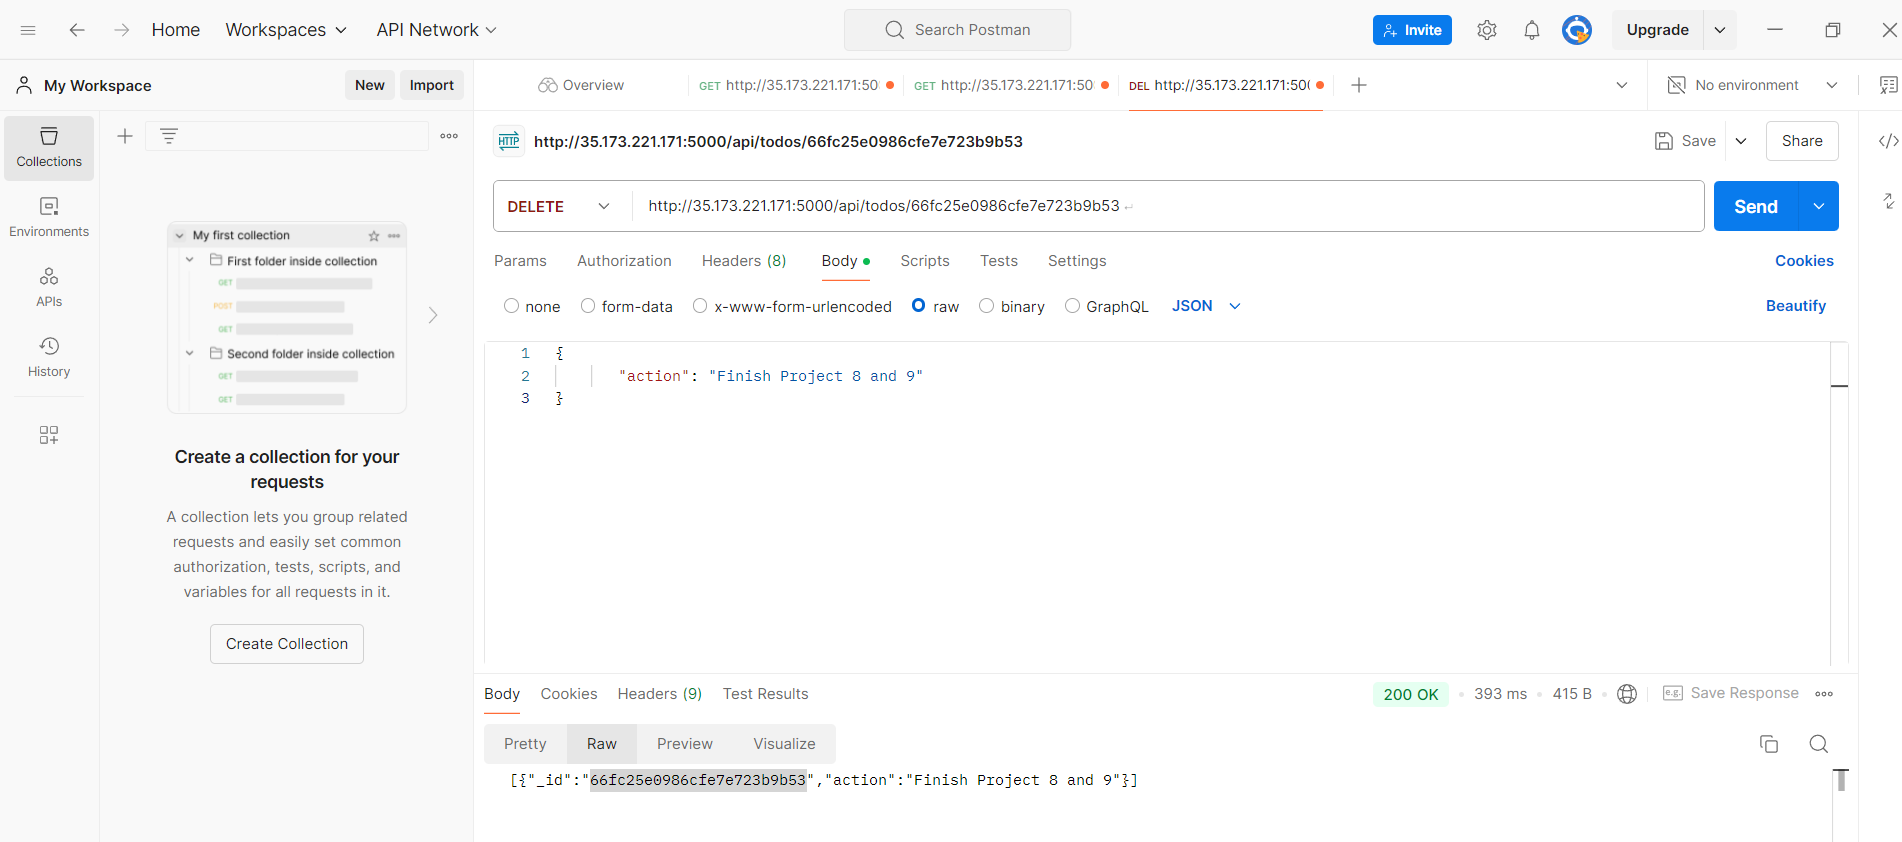 Home Workspaces API Network Search Postman Invite Upgrade
My Workspace New Import Overview GET http://35.173.221.171:50 GET http://35.173.221.171:50 DEL http://35.173.221.171:500 No environment
Collections
Environments
APIs
History
My first collection
First folder inside collection
GET
POST
GET
Second folder inside collection
GET
GET
Create a collection for your
requests
A collection lets you group related
requests and easily set common
authorization, tests, scripts, and
variables for all requests in it.
Create Collection
HTTP http://35.173.221.171:5000/api/todos/66fc25e0986cfe7e723b9b53 Save Share
DELETE http://35.173.221.171:5000/api/todos/66fc25e0986cfe7e723b9b53 Send
Params Authorization Headers (8) Body Scripts Tests Settings Cookies
none form-data x-www-form-urlencoded raw binary GraphQL JSON Beautify
1 {
2 "action": "Finish Project 8 and 9"
3 }
Body Cookies Headers (9) Test Results 200 OK 393 ms 415 B e.g. Save Response
Pretty Raw Preview Visualize
[{"_id":"66fc25e0986cfe7e723b9b53","action":"Finish Project 8 and 9"}]